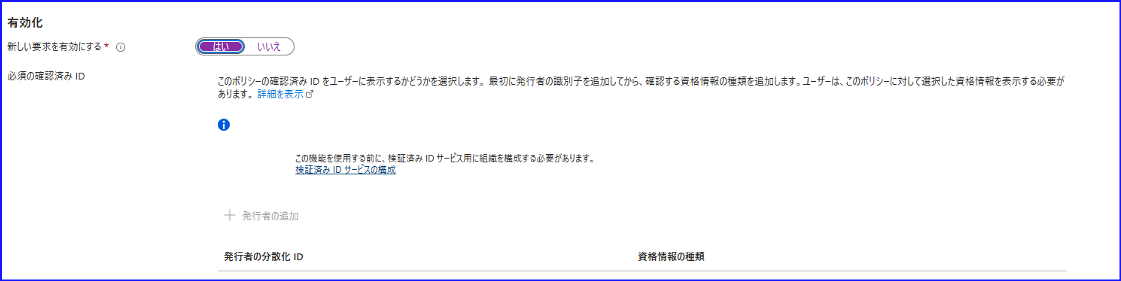 有効化
新しい要求を有効にする *
はい いいえ
必須の確認済み ID
このポリシーの確認済み ID をユーザーに表示するかどうかを選択します。最初に発行者の識別子を追加してから、確認する資格情報の種類を追加します。ユーザーは、このポリシーに対して選択した資格情報を表示する必要が
あります。 詳細を表示
この機能を使用する前に、検証済み ID サービス用に組織を構成する必要があります。
検証済み ID サービスの構成
発行者の追加
発行者の分散化 ID 資格情報の種類